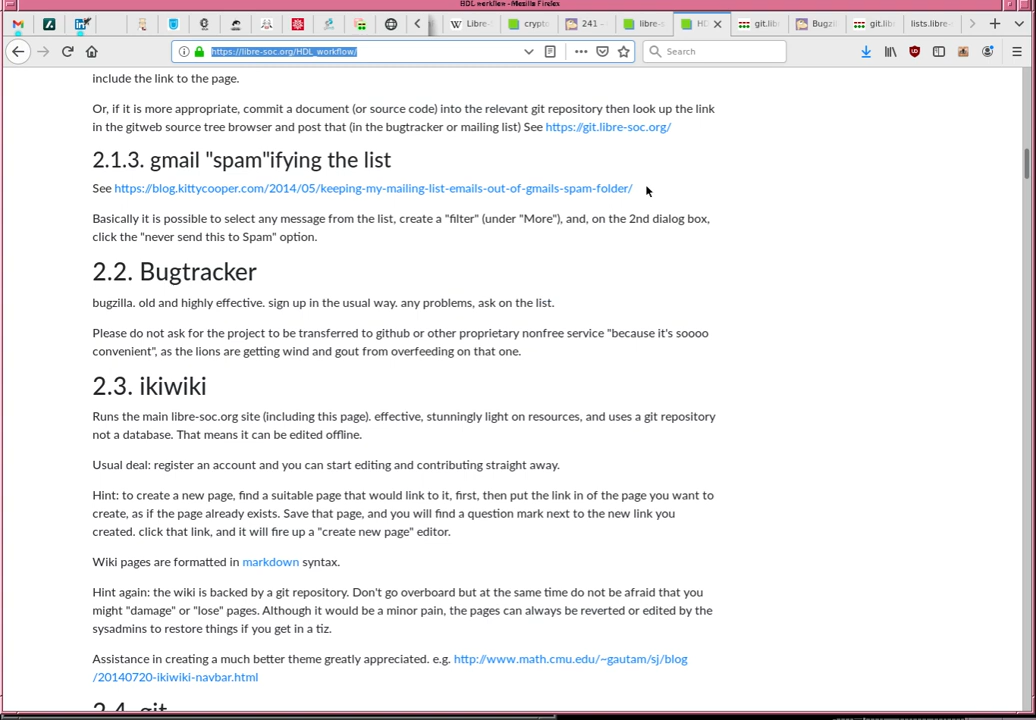 HDL workflow - Mozilla Firefox
Libre-
crypto
241 -
libre-s
HD
git.lib
Bugzi
git.lib
lists.libre-
https://libre-soc.org/HDL_workflow/
Search
include the link to the page.
Or, if it is more appropriate, commit a document (or source code) into the relevant git repository then look up the link
in the gitweb source tree browser and post that (in the bugtracker or mailing list) See https://git.libre-soc.org/
2.1.3. gmail "spam"ifying the list
See https://blog.kittycooper.com/2014/05/keeping-my-mailing-list-emails-out-of-gmails-spam-folder/
Basically it is possible to select any message from the list, create a "filter" (under "More"), and, on the 2nd dialog box,
click the "never send this to Spam" option.
2.2. Bugtracker
bugzilla. old and highly effective. sign up in the usual way. any problems, ask on the list.
Please do not ask for the project to be transferred to github or other proprietary nonfree service "because it's soooo
convenient", as the lions are getting wind and gout from overfeeding on that one.
2.3. ikiwiki
Runs the main libre-soc.org site (including this page). effective, stunningly light on resources, and uses a git repository
not a database. That means it can be edited offline.
Usual deal: register an account and you can start editing and contributing straight away.
Hint: to create a new page, find a suitable page that would link to it, first, then put the link in of the page you want to
create, as if the page already exists. Save that page, and you will find a question mark next to the new link you
created. click that link, and it will fire up a "create new page" editor.
Wiki pages are formatted in markdown syntax.
Hint again: the wiki is backed by a git repository. Don't go overboard but at the same time do not be afraid that you
might "damage" or "lose" pages. Although it would be a minor pain, the pages can always be reverted or edited by the
sysadmins to restore things if you get in a tiz.
Assistance in creating a much better theme greatly appreciated. e.g. http://www.math.cmu.edu/~gautam/sj/blog
/20140720-ikiwiki-navbar.html
2.4. git